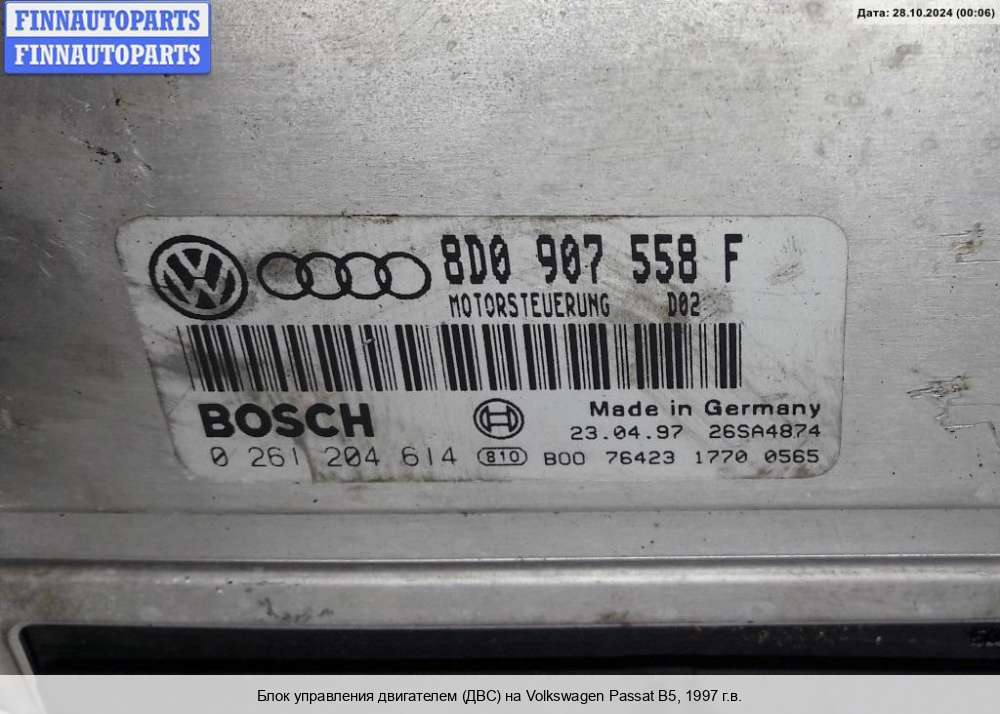 FINNAUTOPARTS
FINNAUTOPARTS
Дата: 28.10.2024 (00:06)
8D0 907 558 F
MOTORSTEUERUNG D02
BOSCH
Made in Germany
23.04.97 26SA4874
0 261 204 614 810 B00 76423 1770 0565
Блок управления двигателем (ДВС) на Volkswagen Passat B5, 1997 г.в.